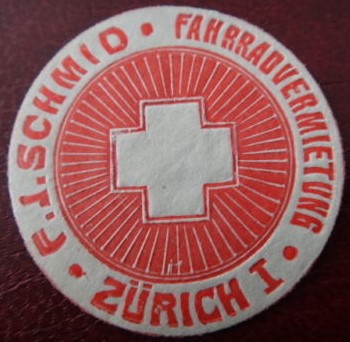 F.J.SCHMID • FAHRRADVERMIETUNG •
ZÜRICH I •